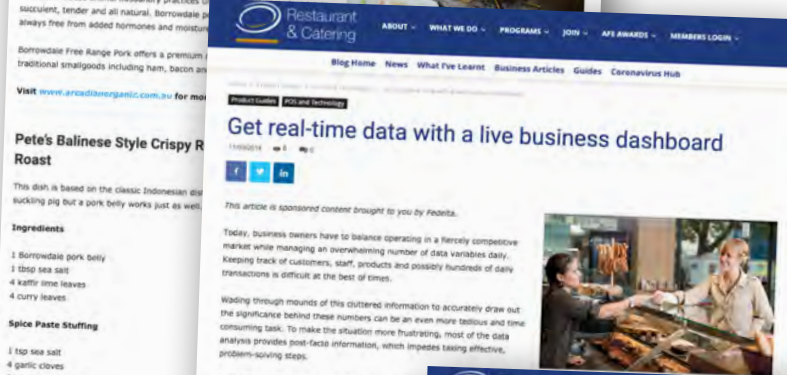 succulent, tender and all natural. Borrowdale
always free from added hormones and
Borrowdale Free Range Pork offers a premium
traditional smallgoods including ham, bacon
Visit www.arcadianorganic.com.au for
Pete's Balinese Style Crispy
Roast
This dish is based on the classic Indonesian
suckling pig but a pork belly works just as well.
Ingredients
1 Borrowdale pork belly
1 tbsp sea salt
4 kaffir lime leaves
4 curry leaves
Spice Paste Stuffing
1 tsp sea salt
4 garlic cloves
Restaurant
& Catering
ABOUT WHAT WE DO PROGRAMS JOIN AFE AWARDS MEMBERS LOGIN
Blog Home News What I've Learnt Business Articles Guides Coronavirus Hub
Product Guides POS and Technology
Get real-time data with a live business dashboard
f in
This article is sponsored content brought to you by Fedelta.
Today, business owners have to balance operating in a fiercely competitive
market while managing an overwhelming number of data variables daily.
Keeping track of customers, staff, products and possibly hundreds of daily
transactions is difficult at the best of times.
Wading through mounds of this cluttered information to accurately draw out
the significance behind these numbers can be an even more tedious and time
consuming task. To make the situation more frustrating, most of the data
analysis provides post-facto information, which impedes taking effective,
problem-solving steps.